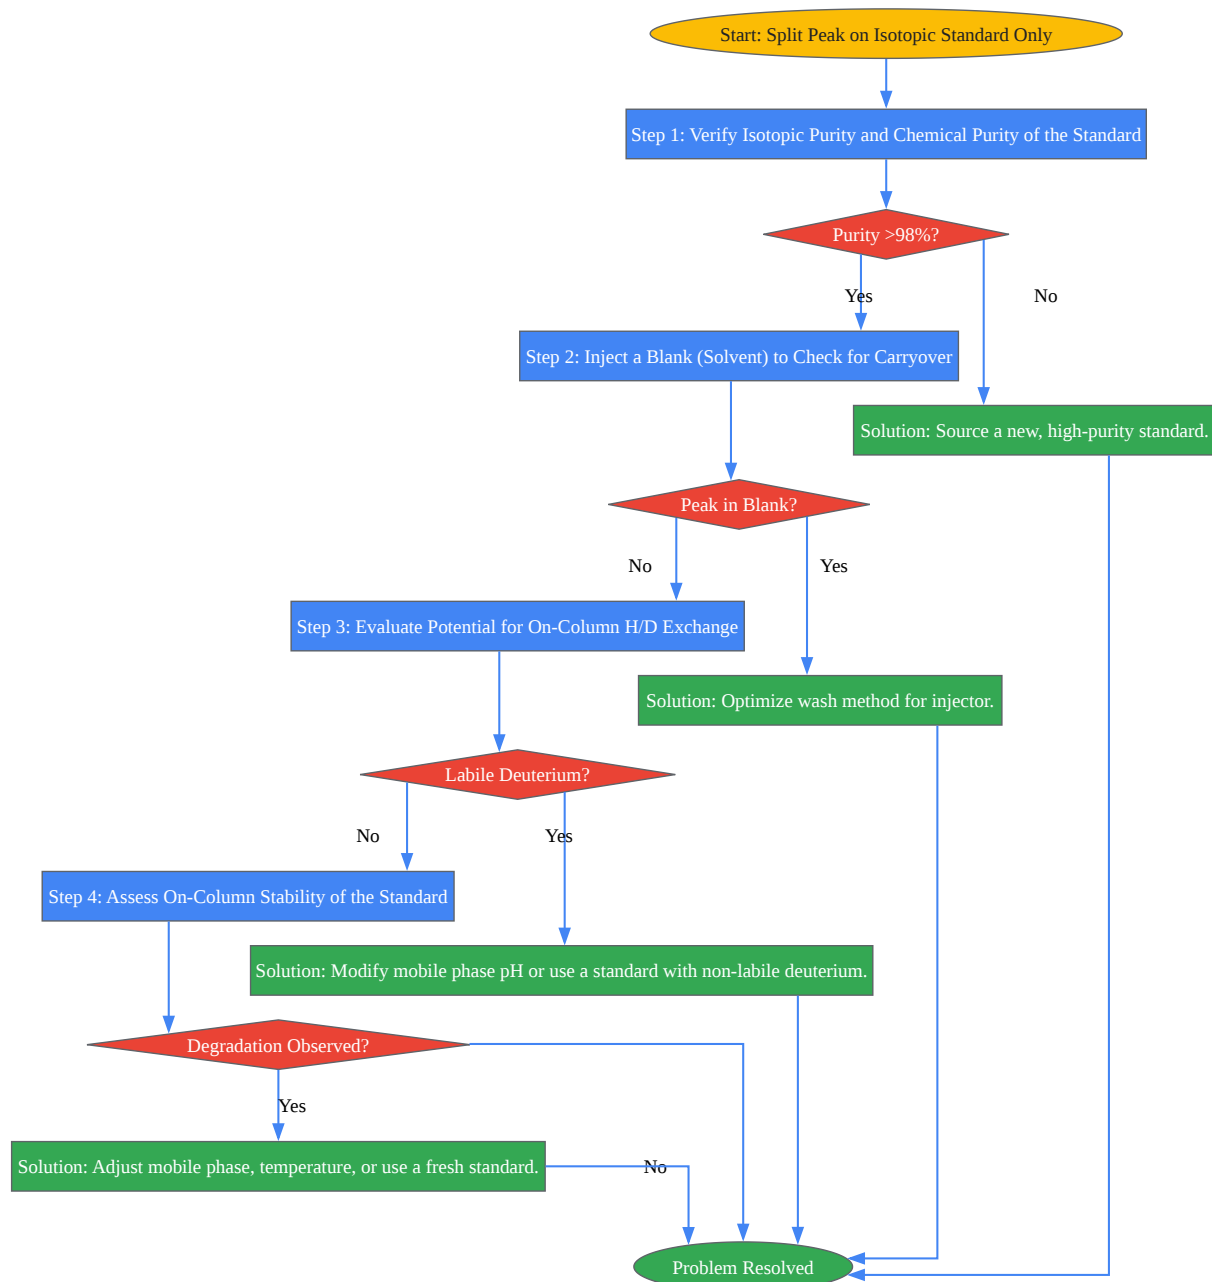 Start: Split Peak on Isotopic Standard Only
Step 1: Verify Isotopic Purity and Chemical Purity of the Standard
Purity >98%?
Yes
No
Step 2: Inject a Blank (Solvent) to Check for Carryover
Solution: Source a new, high-purity standard.
Peak in Blank?
No
Yes
Step 3: Evaluate Potential for On-Column H/D Exchange
Solution: Optimize wash method for injector.
Labile Deuterium?
No
Yes
Step 4: Assess On-Column Stability of the Standard
Solution: Modify mobile phase pH or use a standard with non-labile deuterium.
Degradation Observed?
Yes
Solution: Adjust mobile phase, temperature, or use a fresh standard.
No
Problem Resolved